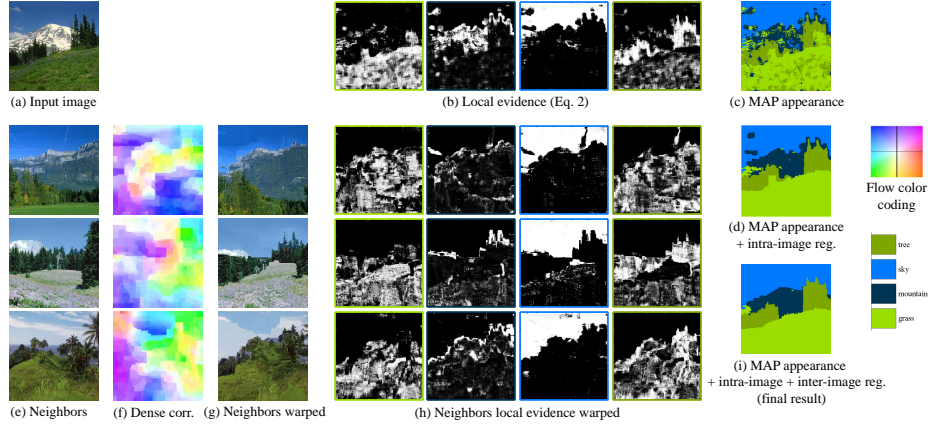 (a) Input image
(b) Local evidence (Eq. 2)
(c) MAP appearance
Flow color
coding
(d) MAP appearance
+ intra-image reg.
tree
sky
mountain
grass
(e) Neighbors
(f) Dense corr.
(g) Neighbors warped
(h) Neighbors local evidence warped
(i) MAP appearance
+ intra-image + inter-image reg.
(final result)